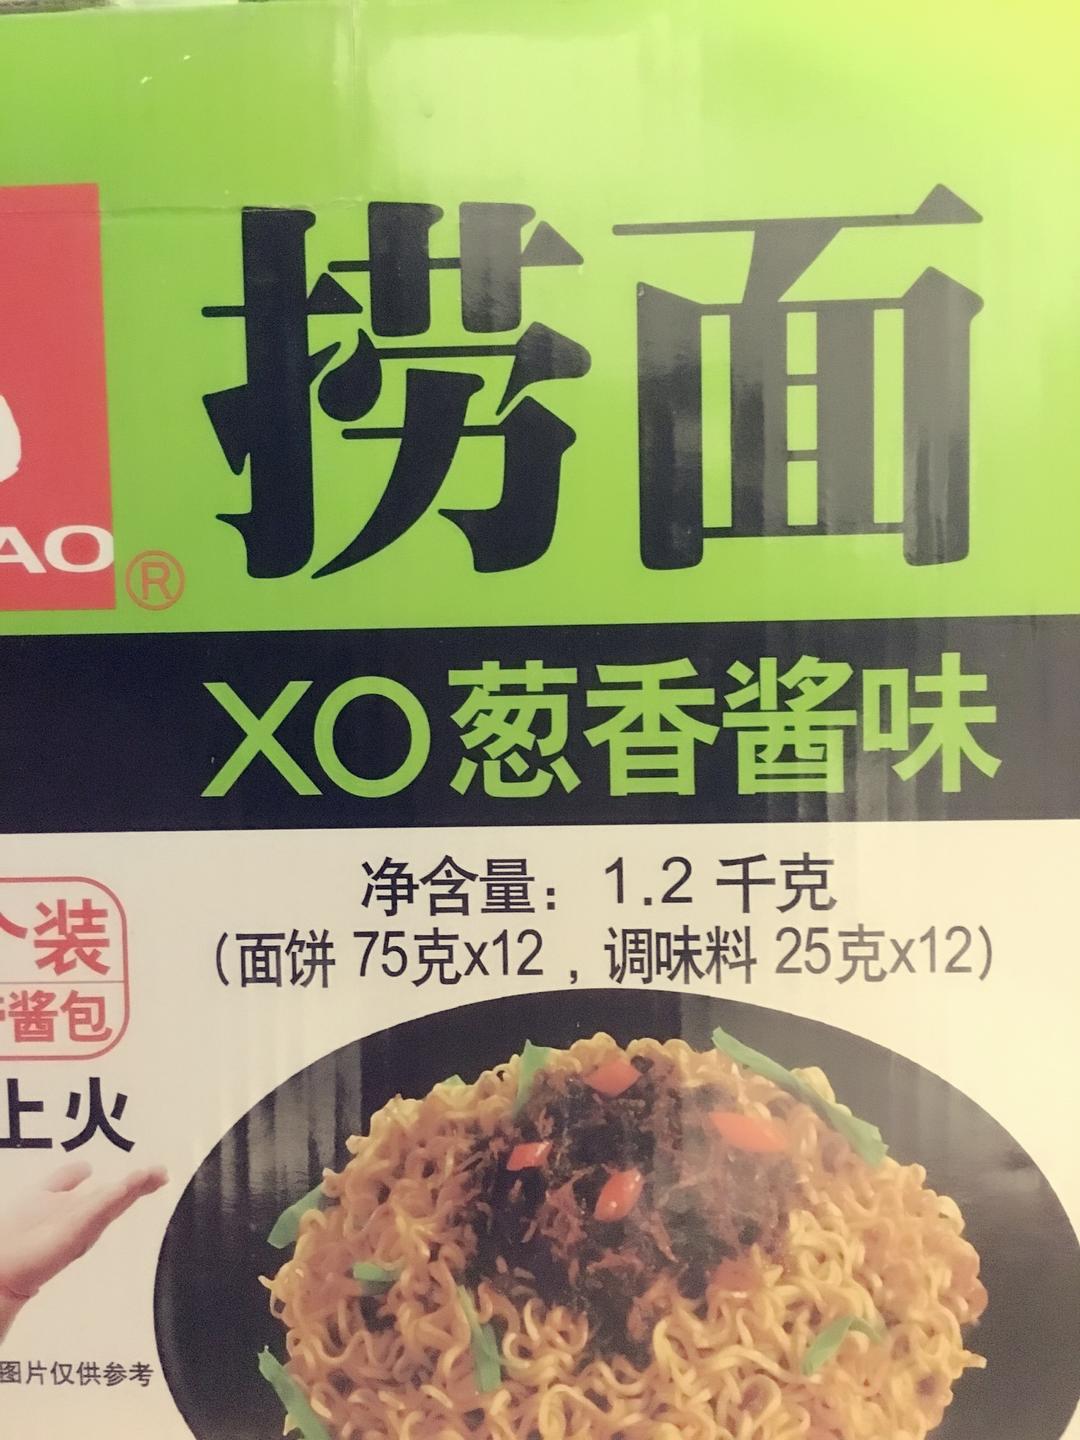 捞面
AO®
XO葱香酱味
净含量：1.2 千克
（面饼 75克x12，调味料 25克x12）
个装
酱包
上火
图片仅供参考